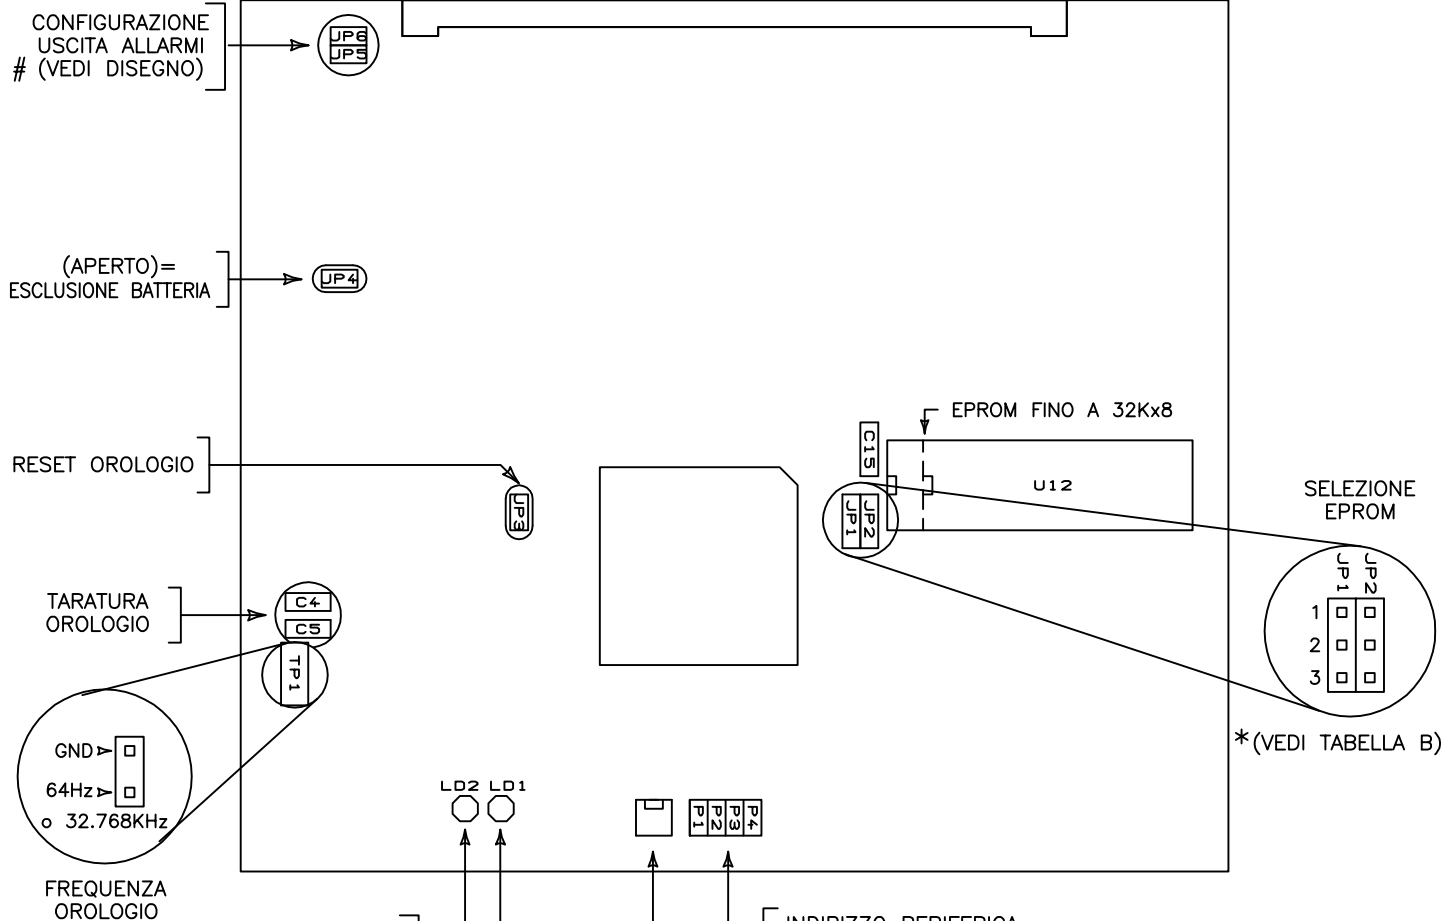 CONFIGURAZIONE
USCITA ALLARMI
# (VEDI DISEGNO)
JP6
JP5
(APERTO)=
ESCLUSIONE BATTERIA
JP4
EPROM FINO A 32Kx8
C15
U12
RESET OROLOGIO
JP3
JP1
JP2
SELEZIONE
EPROM
JP1 JP2
1
2
3
*(VEDI TABELLA B)
TARATURA
OROLOGIO
C4
C5
TP1
GND
64Hz
o 32.768KHz
FREQUENZA
OROLOGIO
LD2 LD1
P1 P2 P3 P4
INDIRIZZO PERIFERICA